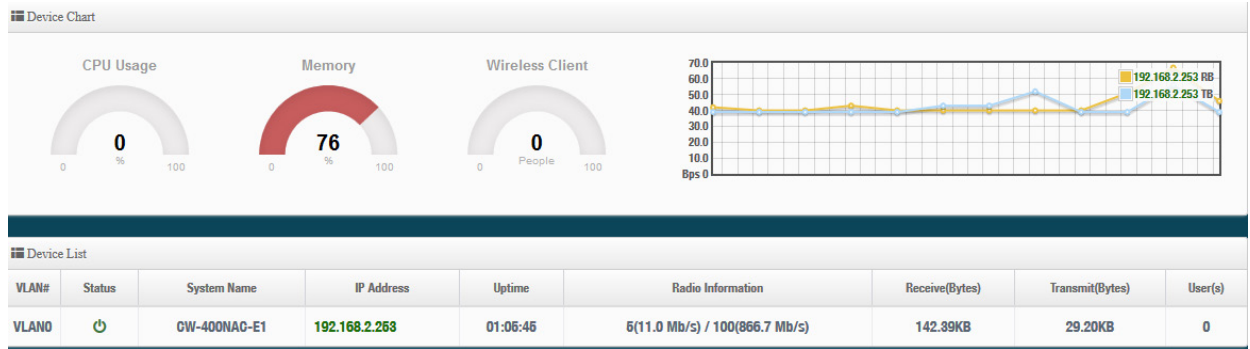 Device Chart
CPU Usage
Memory
Wireless Client
0
%
0 100
76
%
0 100
0
People
0 100
70.0
60.0
50.0
40.0
30.0
20.0
10.0
Bps 0
192.168.2.253 RB
192.168.2.253 TB
Device List
VLAN# Status System Name IP Address Uptime Radio Information Receive(Bytes) Transmit(Bytes) User(s)
VLAN0 CW-400NAC-E1 192.168.2.253 01:05:45 5(11.0 Mb/s) / 100(866.7 Mb/s) 142.89KB 29.20KB 0